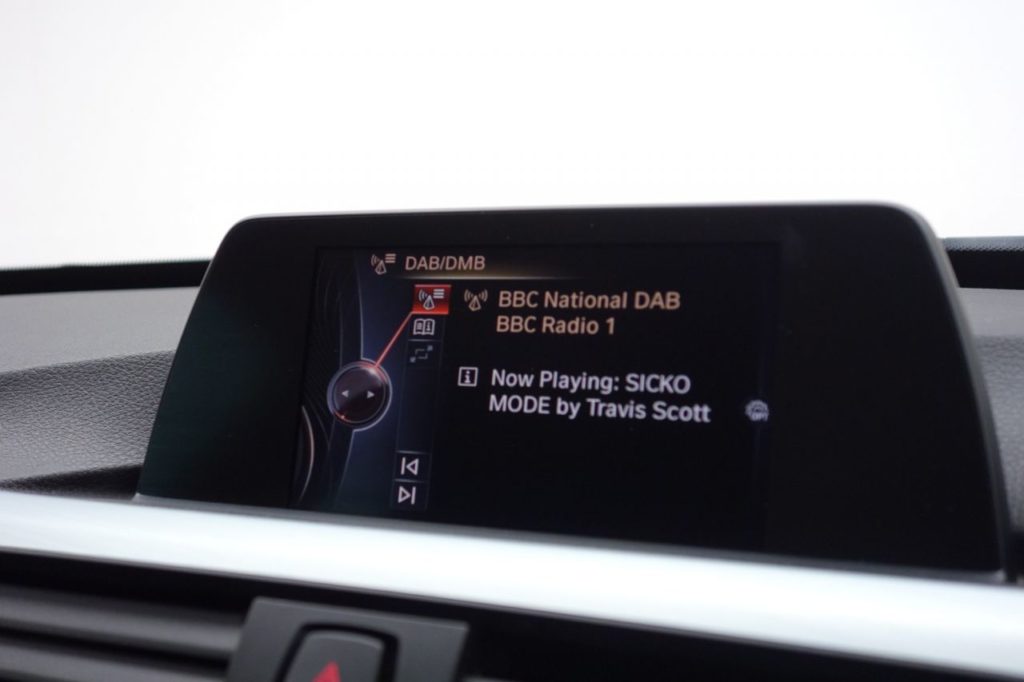 DAB/DMB
BBC National DAB
BBC Radio 1
Now Playing: SICKO
MODE by Travis Scott